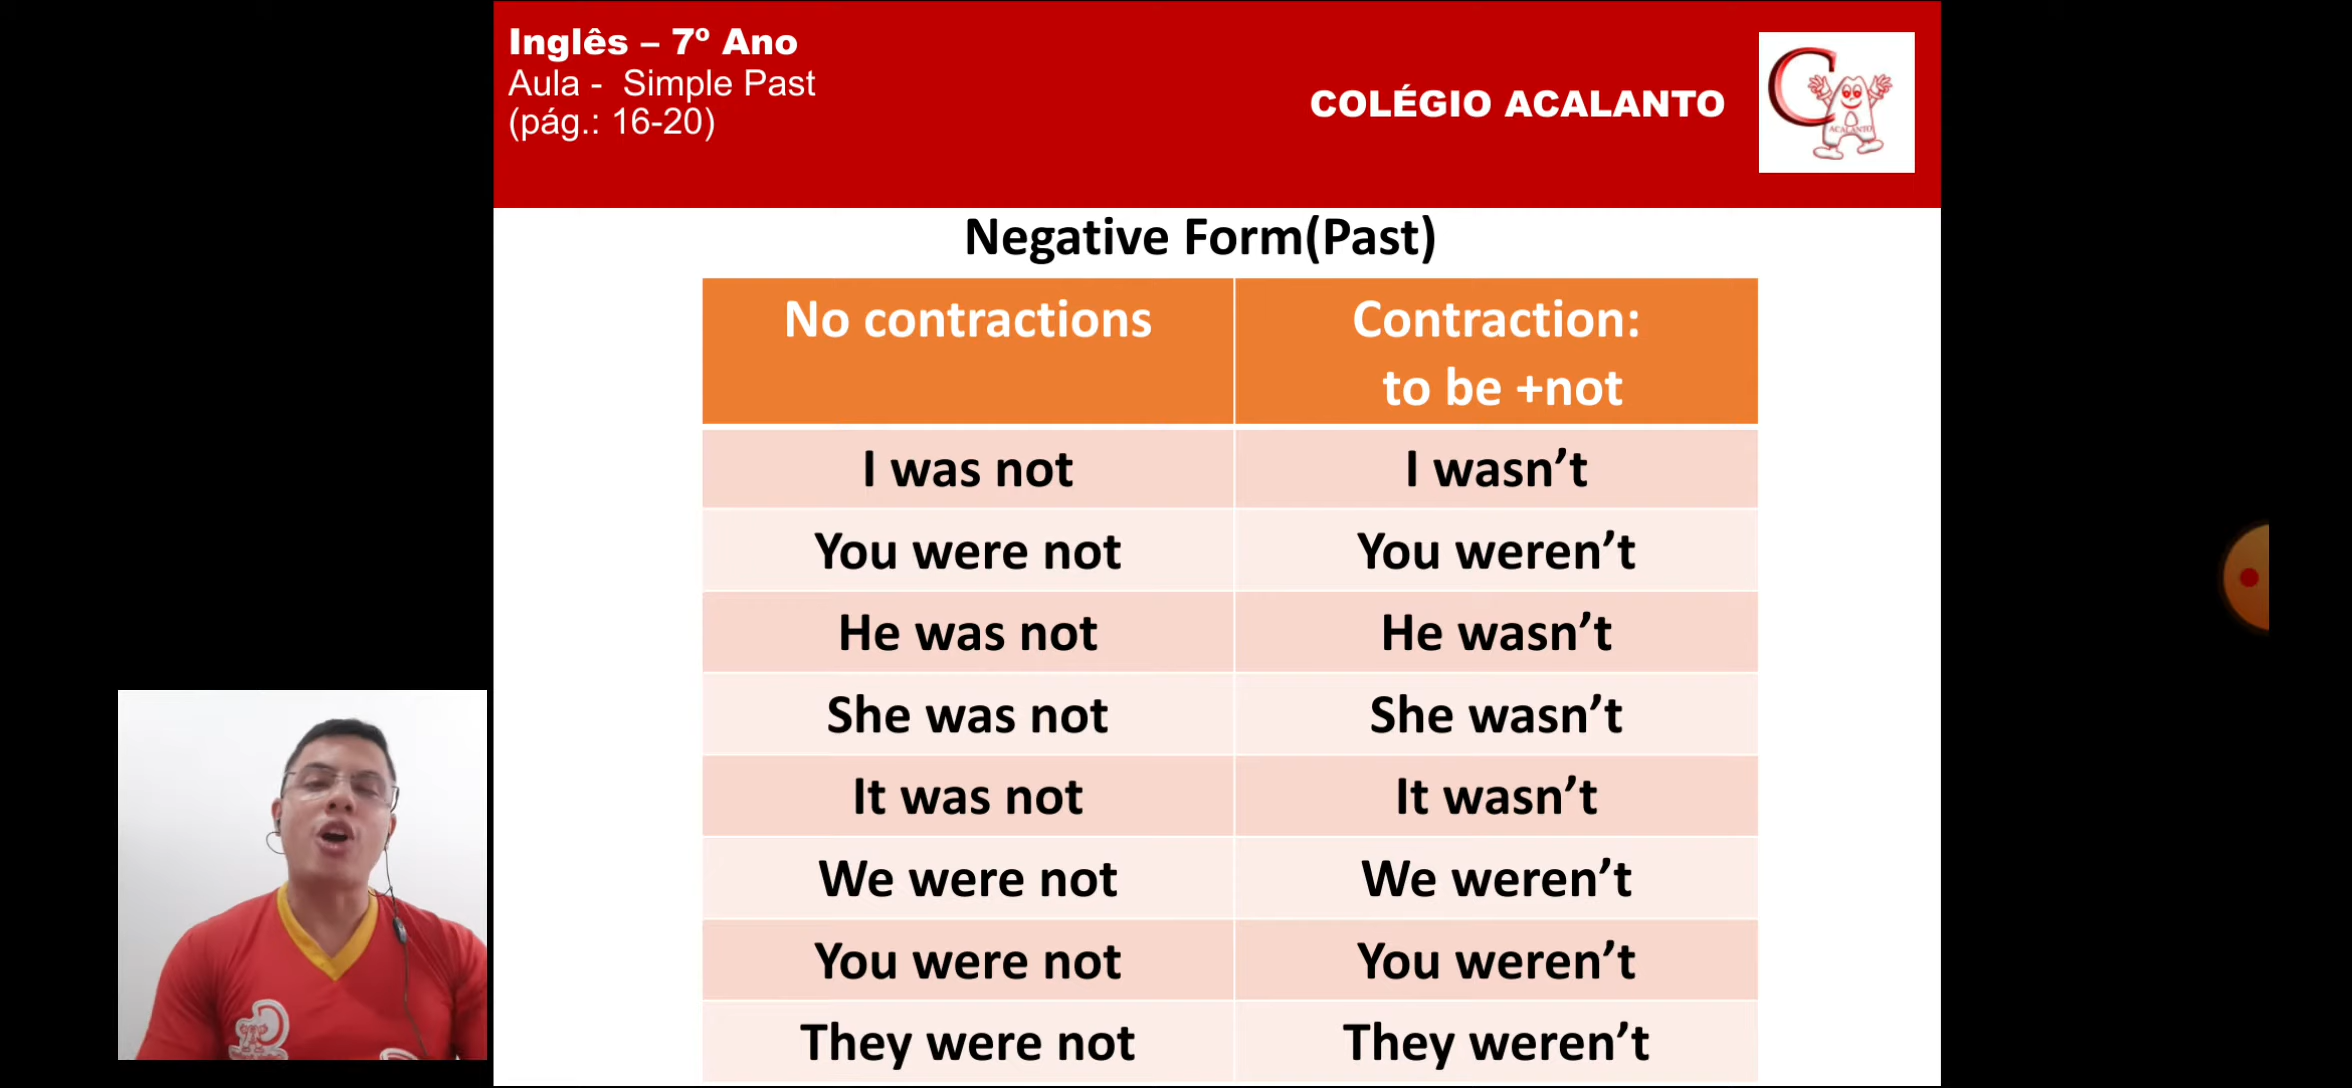 Inglês – 7º Ano
Aula - Simple Past
(pág.: 16-20)
COLÉGIO ACALANTO
ACALANTO
Negative Form(Past)
No contractions
Contraction:
to be +not
I was not
I wasn’t
You were not
You weren’t
He was not
He wasn’t
She was not
She wasn’t
It was not
It wasn’t
We were not
We weren’t
You were not
You weren’t
They were not
They weren’t